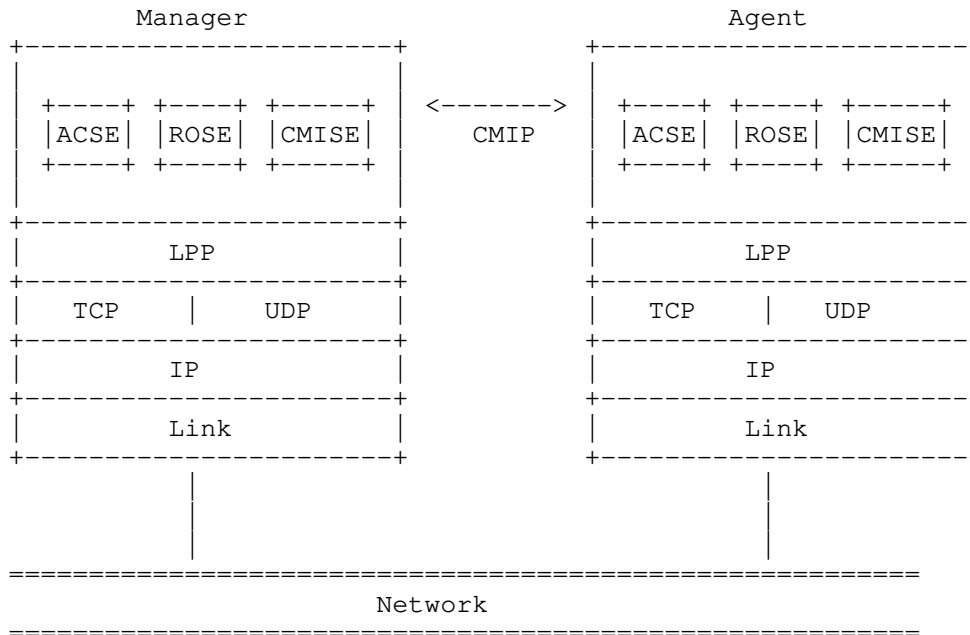 Manager Agent
ACSE ROSE CMISE <-------> ACSE ROSE CMISE
CMIP
LPP LPP
TCP | UDP TCP | UDP
IP IP
Link Link
Network